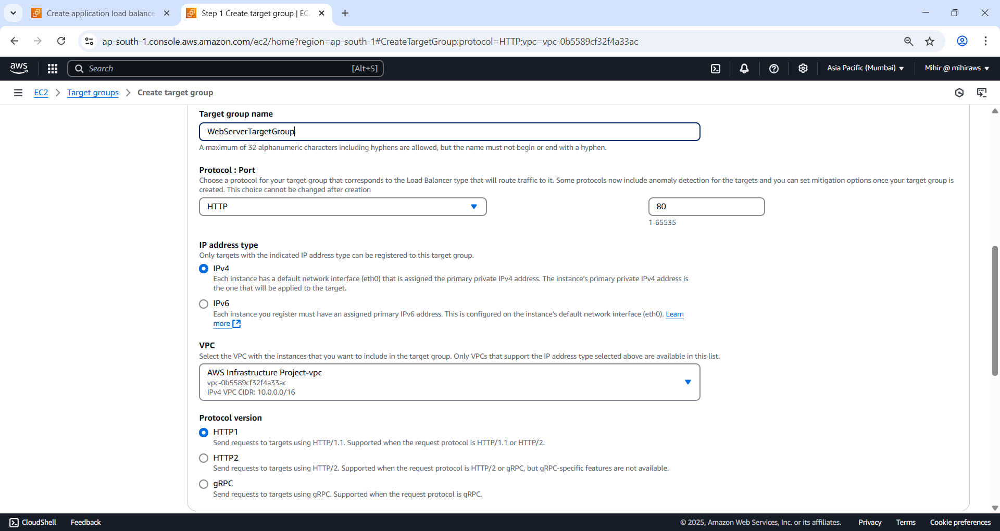 Create application load balance
Step 1 Create target group | EC
ap-south-1.console.aws.amazon.com/ec2/home?region=ap-south-1#CreateTargetGroup:protocol=HTTP;vpc=vpc-0b5589cf32f4a33ac
aws
Search
[Alt+S]
Asia Pacific (Mumbai)
Mihir @ mihiraws
EC2
Target groups
Create target group
Target group name
WebServerTargetGroup
A maximum of 32 alphanumeric characters including hyphens are allowed, but the name must not begin or end with a hyphen.
Protocol : Port
Choose a protocol for your target group that corresponds to the Load Balancer type that will route traffic to it. Some protocols now include anomaly detection for the targets and you can set mitigation options once your target group is
created. This choice cannot be changed after creation
HTTP
80
1-65535
IP address type
Only targets with the indicated IP address type can be registered to this target group.
IPv4
Each instance has a default network interface (eth0) that is assigned the primary private IPv4 address. The instance's primary private IPv4 address is
the one that will be applied to the target.
IPv6
Each instance you register must have an assigned primary IPv6 address. This is configured on the instance's default network interface (eth0). Learn
more
VPC
Select the VPC with the instances that you want to include in the target group. Only VPCs that support the IP address type selected above are available in this list.
AWS Infrastructure Project-vpc
vpc-0b5589cf32f4a33ac
IPv4 VPC CIDR: 10.0.0.0/16
Protocol version
HTTP1
Send requests to targets using HTTP/1.1. Supported when the request protocol is HTTP/1.1 or HTTP/2.
HTTP2
Send requests to targets using HTTP/2. Supported when the request protocol is HTTP/2 or gRPC, but gRPC-specific features are not available.
gRPC
Send requests to targets using gRPC. Supported when the request protocol is gRPC.
CloudShell
Feedback
© 2025, Amazon Web Services, Inc. or its affiliates.
Privacy
Terms
Cookie preferences